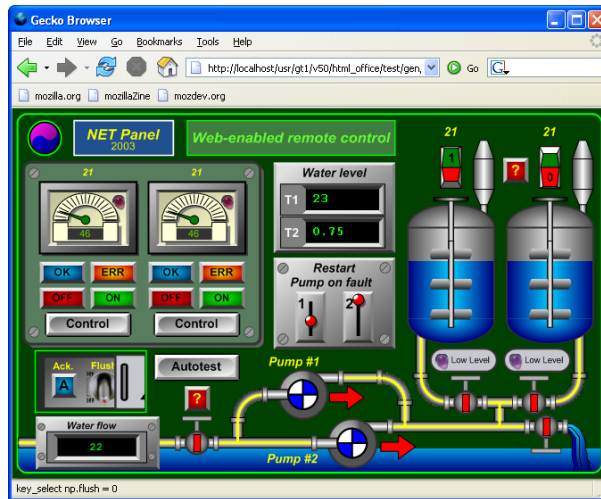 Gecko Browser
File Edit View Go Bookmarks Tools Help
http://localhost/usr/gt1/v50/html_office/test/gen, Go G
mozilla.org mozillaZine mozdev.org
NET Panel
2003
Web-enabled remote control
21 21
21 21
46 46
OK ERR OK ERR
OFF ON OFF ON
Control Control
Water level
T1 23
T2 0.75
Restart
Pump on fault
1 2
1 ? 0
Low Level Low Level
Ack. Flush
A
Autotest
?
Pump #1
Water flow
22
Pump #2
key_select np.flush = 0